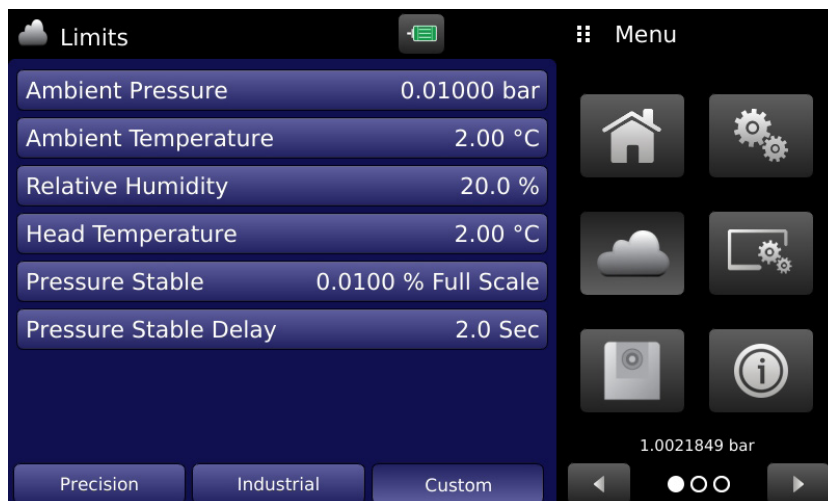 Limits
Menu
Ambient Pressure 0.01000 bar
Ambient Temperature 2.00 °C
Relative Humidity 20.0 %
Head Temperature 2.00 °C
Pressure Stable 0.0100 % Full Scale
Pressure Stable Delay 2.0 Sec
1.0021849 bar
Precision Industrial Custom